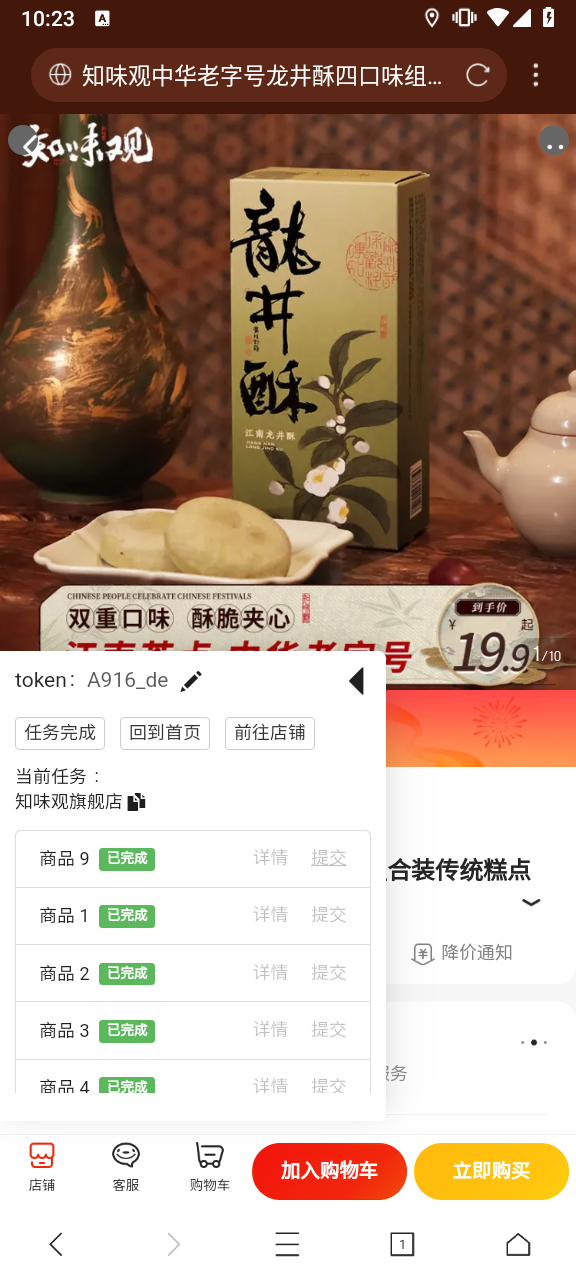 10:23
知味观中华老字号龙井酥四口味组...
知味观
龍井酥
江南龙井酥
CHINESE PEOPLE CELEBRATE CHINESE FESTIVALS
双重口味 酥脆夹心
到手价
¥ 19.9 起
1/10
token: A916_de
任务完成 回到首页 前往店铺
当前任务：
知味观旗舰店
商品 9 已完成 详情 提交
商品 1 已完成 详情 提交
商品 2 已完成 详情 提交
商品 3 已完成 详情 提交
商品 4 已完成 详情 提交
合装传统糕点
降价通知
服务
店铺 客服 购物车 加入购物车 立即购买
1